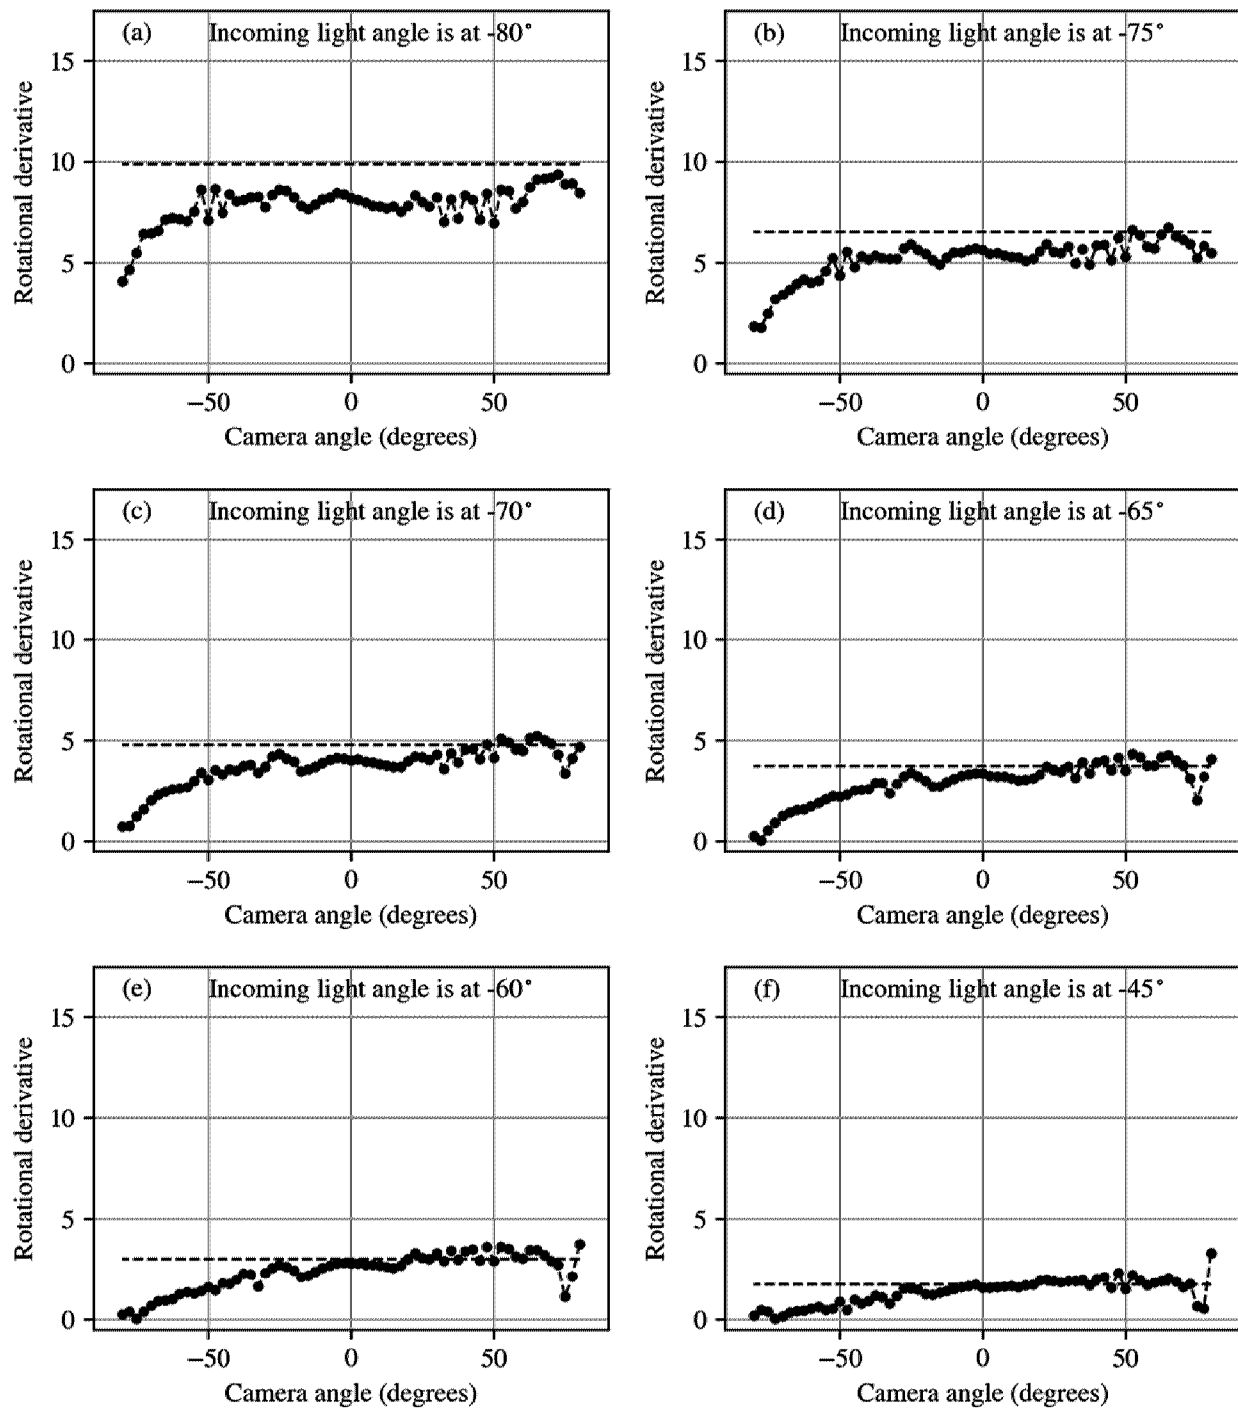 (a) Incoming light angle is at -80°
15
10
5
0
Rotational derivative
−50 0 50
Camera angle (degrees)
(b) Incoming light angle is at -75°
15
10
5
0
Rotational derivative
−50 0 50
Camera angle (degrees)
(c) Incoming light angle is at -70°
15
10
5
0
Rotational derivative
−50 0 50
Camera angle (degrees)
(d) Incoming light angle is at -65°
15
10
5
0
Rotational derivative
−50 0 50
Camera angle (degrees)
(e) Incoming light angle is at -60°
15
10
5
0
Rotational derivative
−50 0 50
Camera angle (degrees)
(f) Incoming light angle is at -45°
15
10
5
0
Rotational derivative
−50 0 50
Camera angle (degrees)